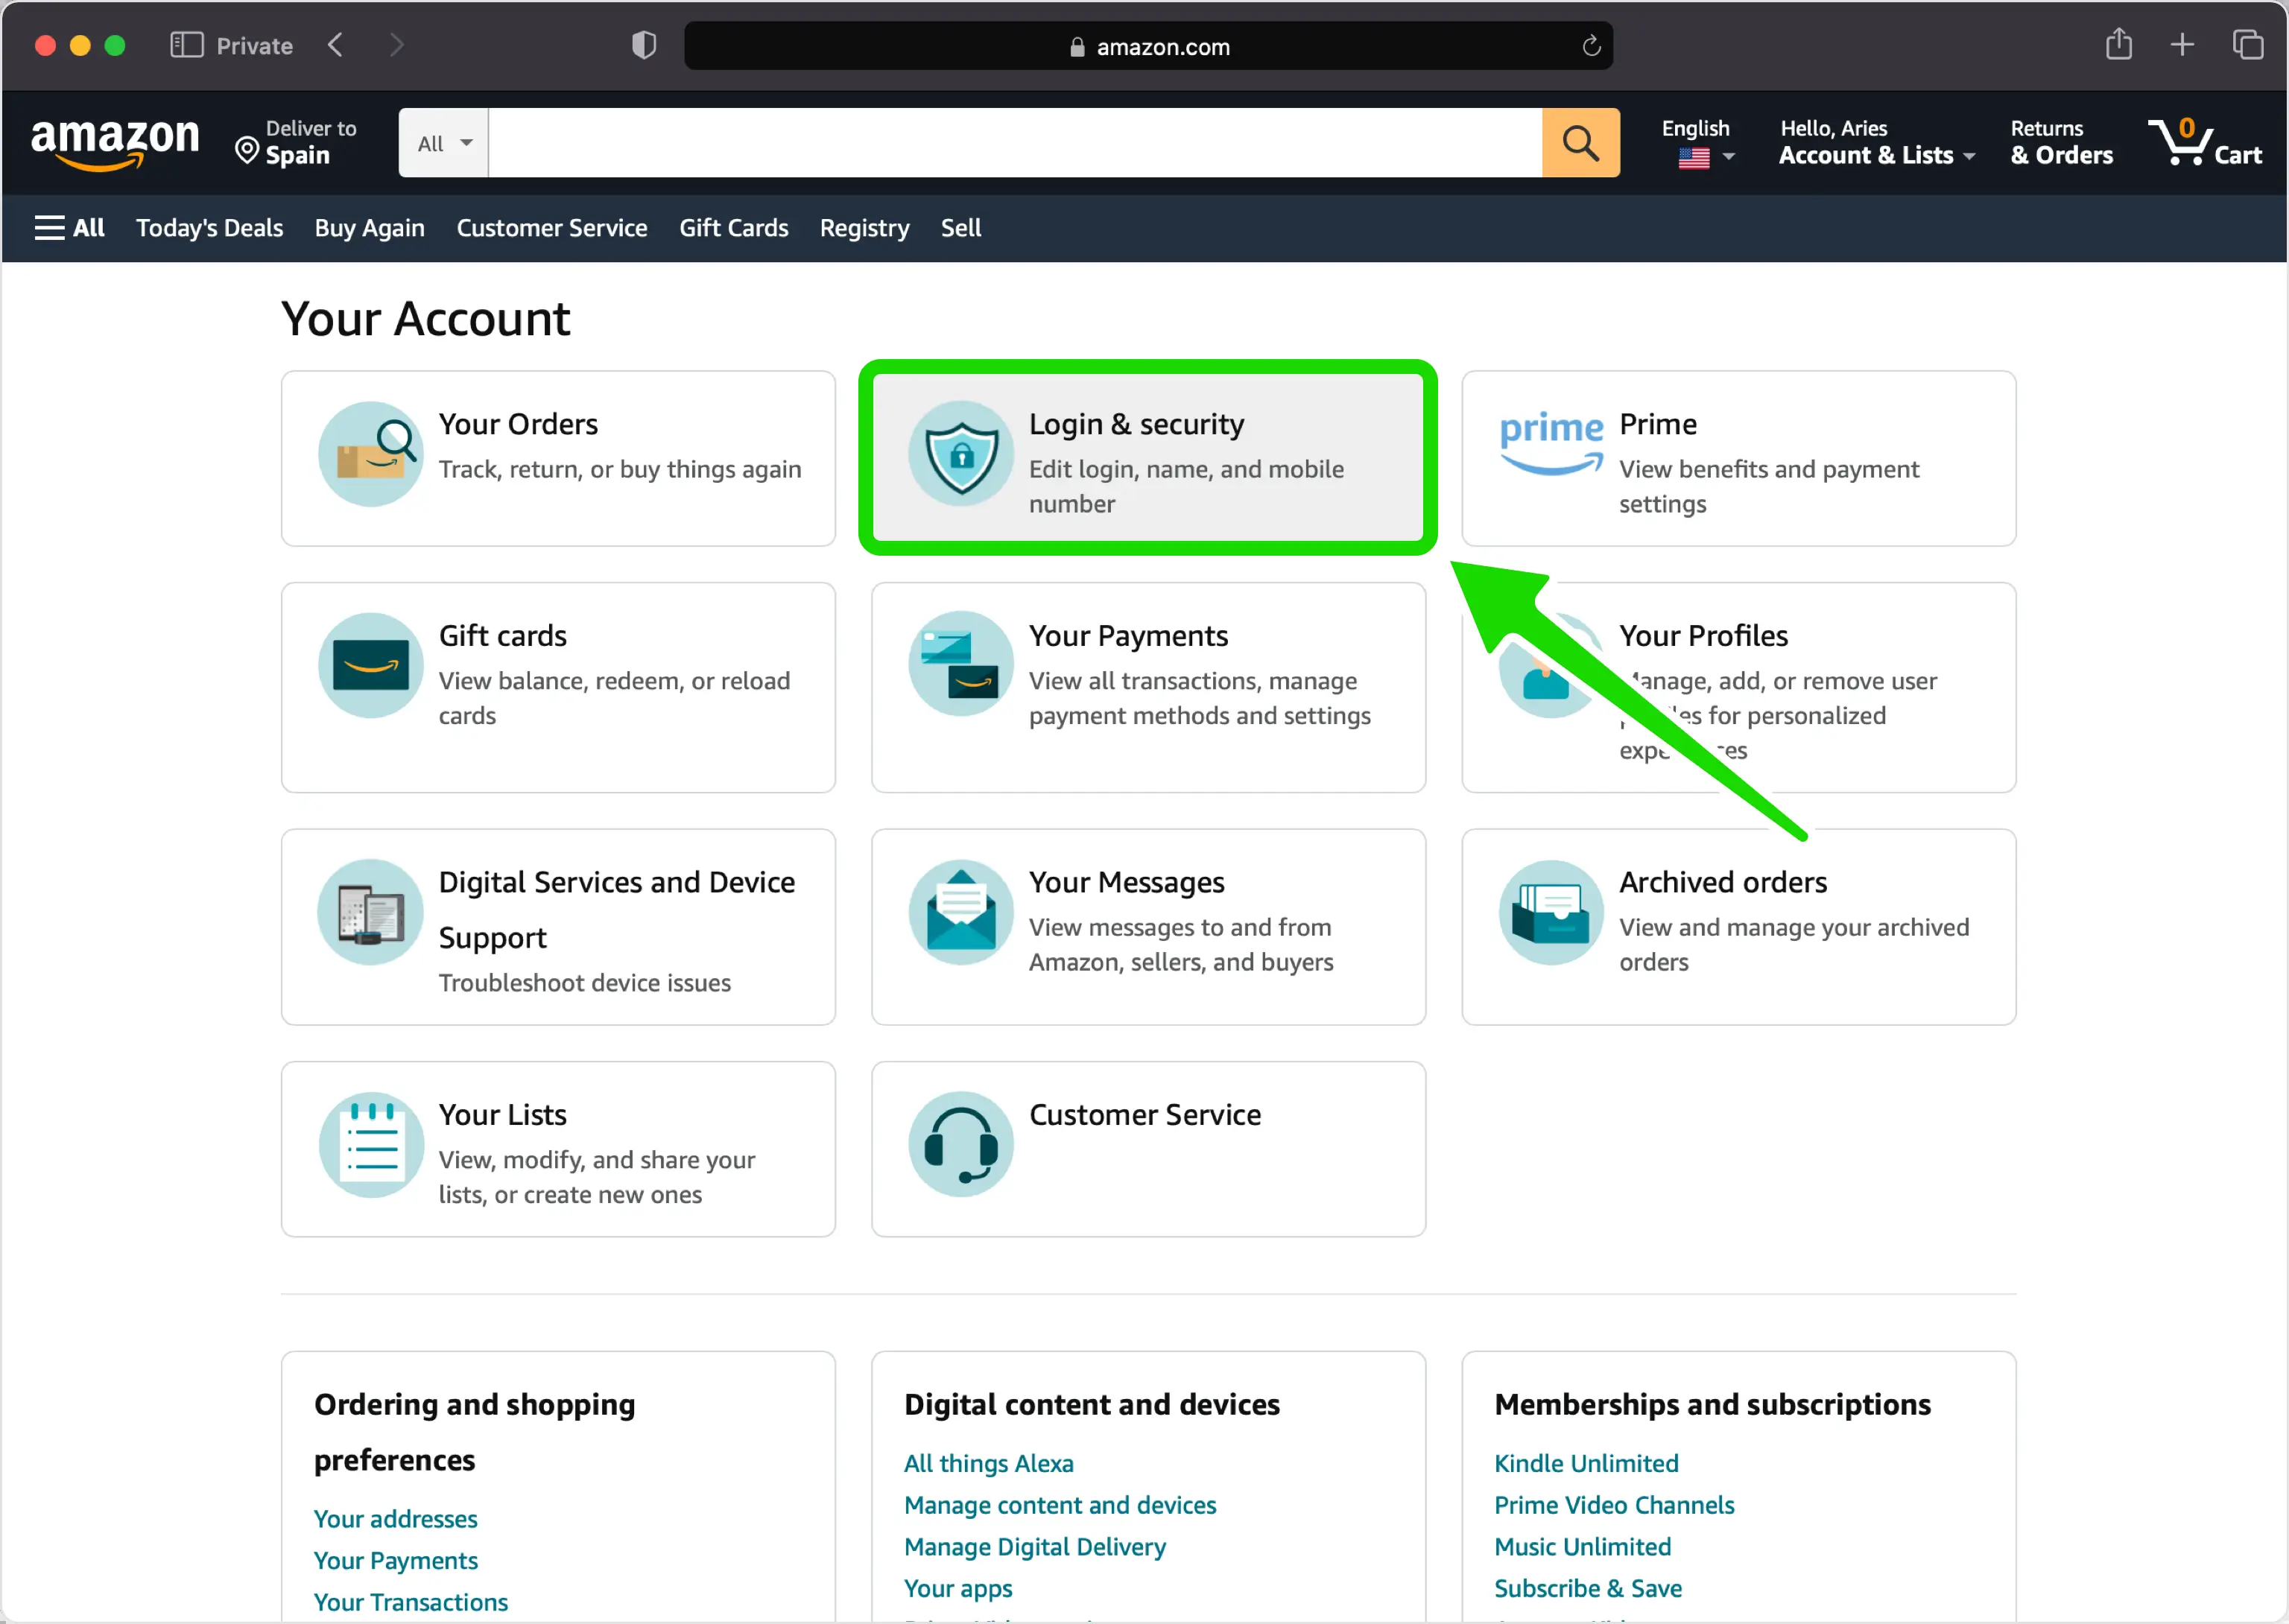 Private
amazon.com
amazon
Deliver to
Spain
All
English
Hello, Aries
Account & Lists
Returns
& Orders
0
Cart
All
Today's Deals
Buy Again
Customer Service
Gift Cards
Registry
Sell
Your Account
Your Orders
Track, return, or buy things again
Login & security
Edit login, name, and mobile
number
prime
Prime
View benefits and payment
settings
Gift cards
View balance, redeem, or reload
cards
Your Payments
View all transactions, manage
payment methods and settings
Your Profiles
Manage, add, or remove user
for personalized
Digital Services and Device
Support
Troubleshoot device issues
Your Messages
View messages to and from
Amazon, sellers, and buyers
Archived orders
View and manage your archived
orders
Your Lists
View, modify, and share your
lists, or create new ones
Customer Service
Ordering and shopping
preferences
Your addresses
Your Payments
Your Transactions
Digital content and devices
All things Alexa
Manage content and devices
Manage Digital Delivery
Your apps
Memberships and subscriptions
Kindle Unlimited
Prime Video Channels
Music Unlimited
Subscribe & Save